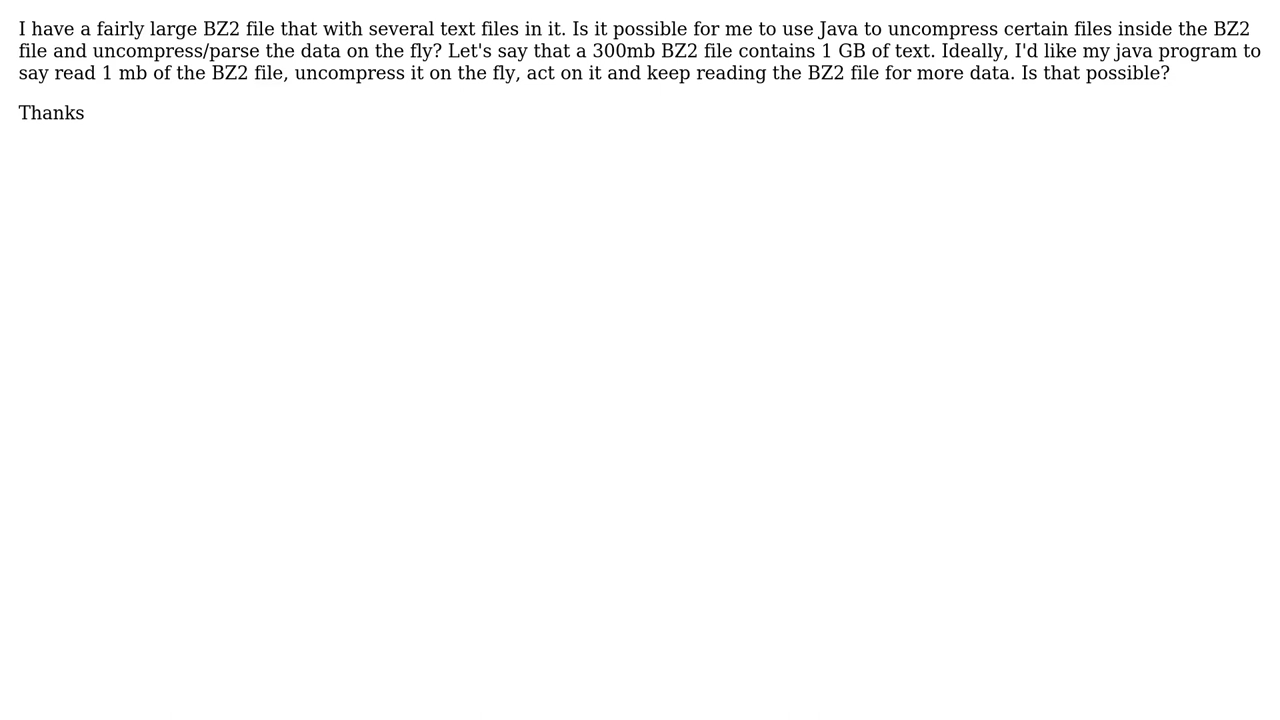 I have a fairly large BZ2 file that with several text files in it. Is it possible for me to use Java to uncompress certain files inside the BZ2
file and uncompress/parse the data on the fly? Let's say that a 300mb BZ2 file contains 1 GB of text. Ideally, I'd like my java program to
say read 1 mb of the BZ2 file, uncompress it on the fly, act on it and keep reading the BZ2 file for more data. Is that possible?
Thanks